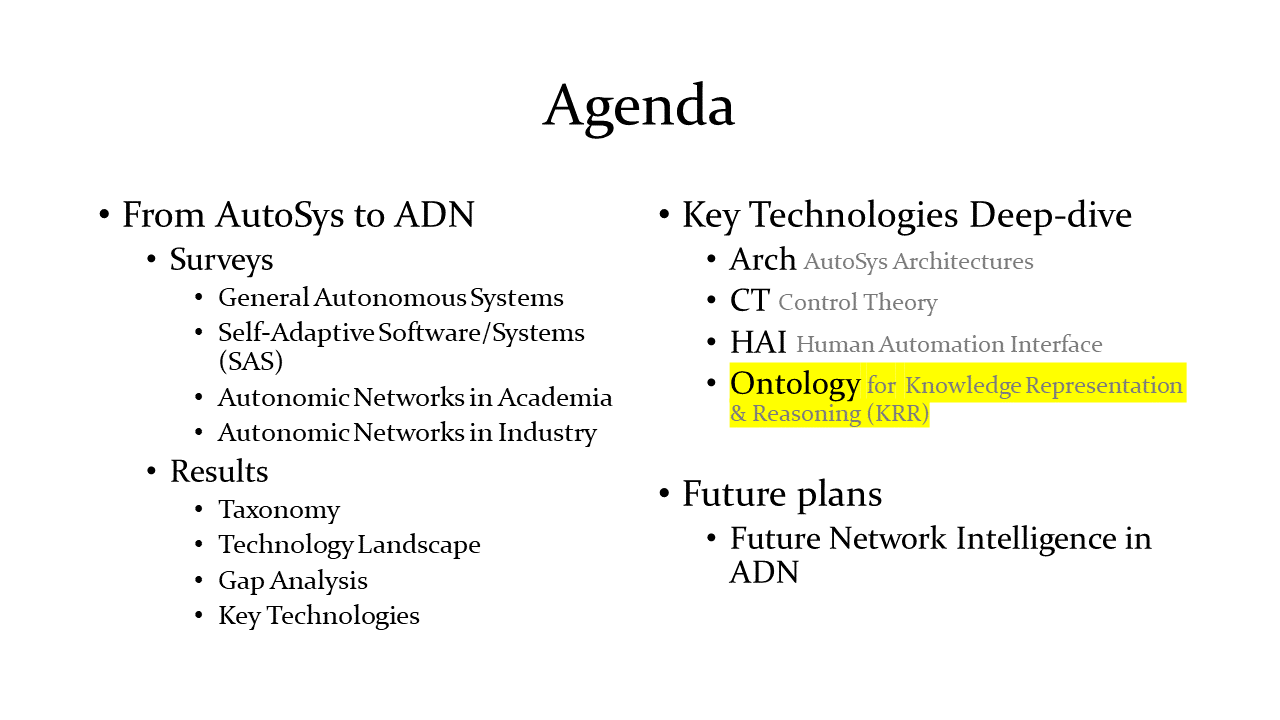 Agenda
• From AutoSys to ADN
• Surveys
• General Autonomous Systems
• Self-Adaptive Software/Systems
(SAS)
• Autonomic Networks in Academia
• Autonomic Networks in Industry
• Results
• Taxonomy
• Technology Landscape
• Gap Analysis
• Key Technologies
• Key Technologies Deep-dive
• Arch AutoSys Architectures
• CT Control Theory
• HAI Human Automation Interface
• Ontology for Knowledge Representation
& Reasoning (KRR)
• Future plans
• Future Network Intelligence in
ADN